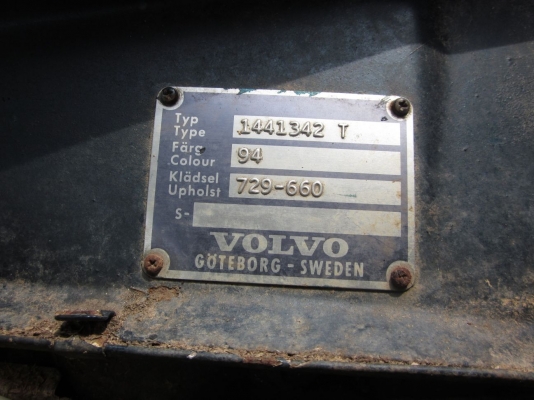 Typ
Type 1441342 T
Färg
Colour 94
Klädsel
Upholst 729-660
S-
VOLVO
GÖTEBORG - SWEDEN